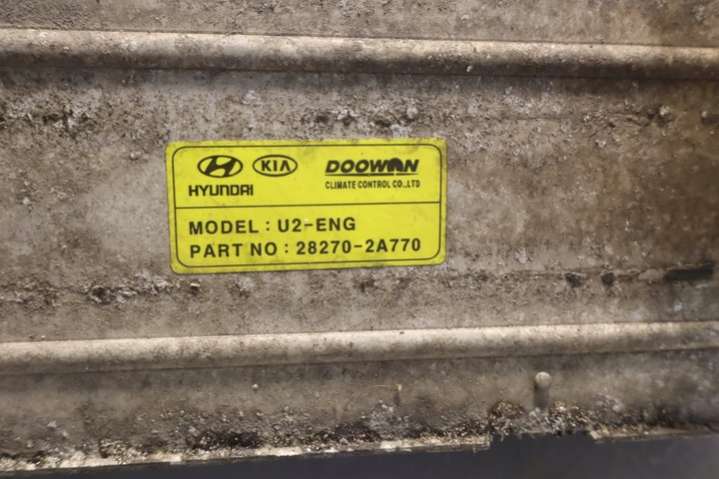 HYUNDAI KIA DOOWON
CLIMATE CONTROL CO.,LTD
MODEL : U2-ENG
PART NO : 28270-2A770